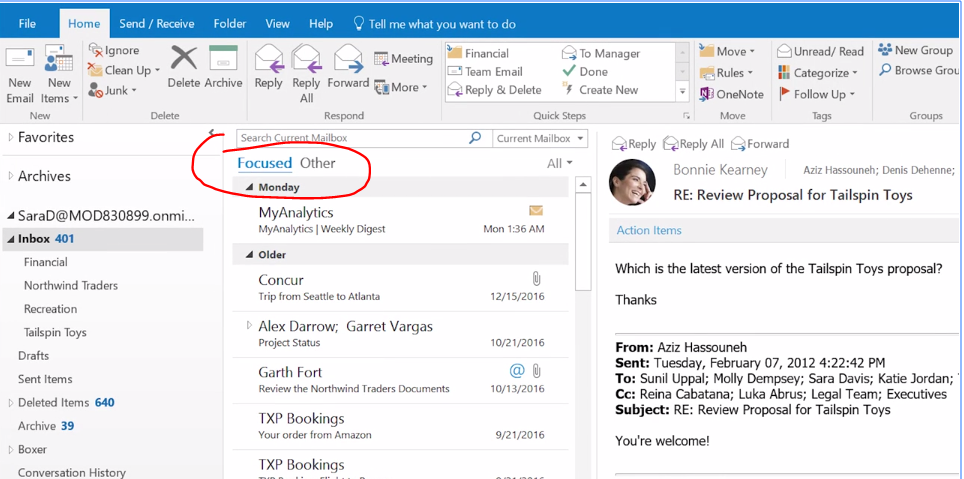 File Home Send / Receive Folder View Help Tell me what you want to do
New Email
New Items
Ignore
Clean Up
Junk
Delete
Archive
Reply
Reply All
Forward
Meeting
More
Financial
Team Email
Reply & Delete
To Manager
Done
Create New
Move
Rules
OneNote
Unread/ Read
Categorize
Follow Up
New Group
Browse
New Delete Respond Quick Steps Move Tags Groups
Favorites
Archives
SaraD@MOD830899.onmi...
Inbox 401
Financial
Northwind Traders
Recreation
Tailspin Toys
Drafts
Sent Items
Deleted Items 640
Archive 39
Boxer
Conversation History
Search Current Mailbox Current Mailbox
Focused Other All
Monday
MyAnalytics
MyAnalytics | Weekly Digest Mon 1:36 AM
Older
Concur
Trip from Seattle to Atlanta 12/15/2016
Alex Darrow; Garret Vargas
Project Status 10/21/2016
Garth Fort @
Review the Northwind Traders Documents 10/13/2016
TXP Bookings
Your order from Amazon 9/21/2016
TXP Bookings
Reply Reply All Forward
Bonnie Kearney Aziz Hassouneh; Denis Dehenne;
RE: Review Proposal for Tailspin Toys
Action Items
Which is the latest version of the Tailspin Toys proposal?
Thanks
From: Aziz Hassouneh
Sent: Tuesday, February 07, 2012 4:22:42 PM
To: Sunil Uppal; Molly Dempsey; Sara Davis; Katie Jordan;
Cc: Reina Cabatana; Luka Abrus; Legal Team; Executives
Subject: RE: Review Proposal for Tailspin Toys
You're welcome!